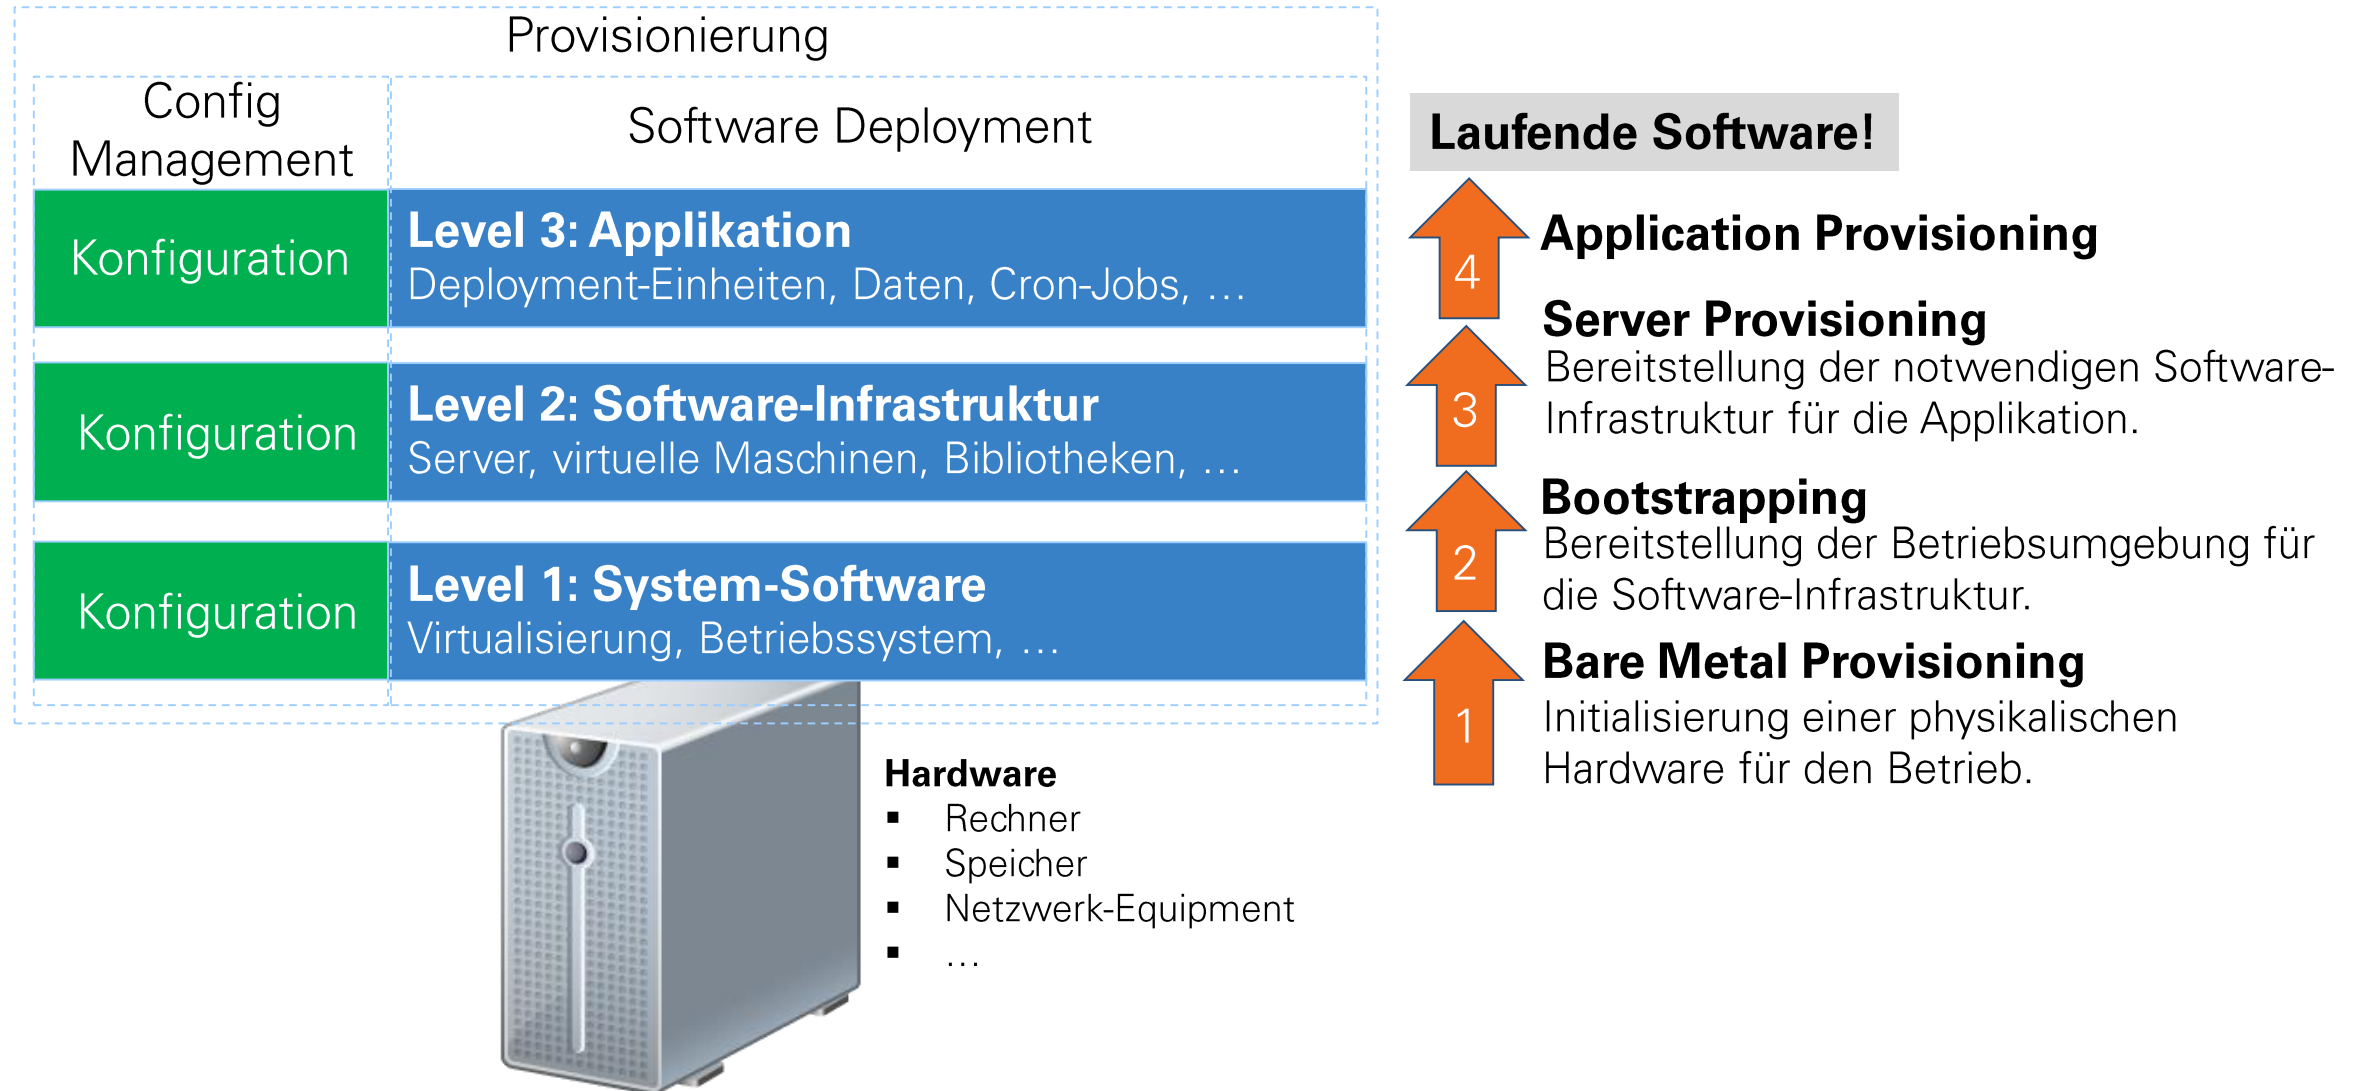 Provisionierung
Config
Management
Software Deployment
Konfiguration
Level 3: Applikation
Deployment-Einheiten, Daten, Cron-Jobs, …
Konfiguration
Level 2: Software-Infrastruktur
Server, virtuelle Maschinen, Bibliotheken, …
Konfiguration
Level 1: System-Software
Virtualisierung, Betriebssystem, …
Hardware
▪ Rechner
▪ Speicher
▪ Netzwerk-Equipment
▪ …
Laufende Software!
4
Application Provisioning
3
Server Provisioning
Bereitstellung der notwendigen Software-
Infrastruktur für die Applikation.
2
Bootstrapping
Bereitstellung der Betriebsumgebung für
die Software-Infrastruktur.
1
Bare Metal Provisioning
Initialisierung einer physikalischen
Hardware für den Betrieb.